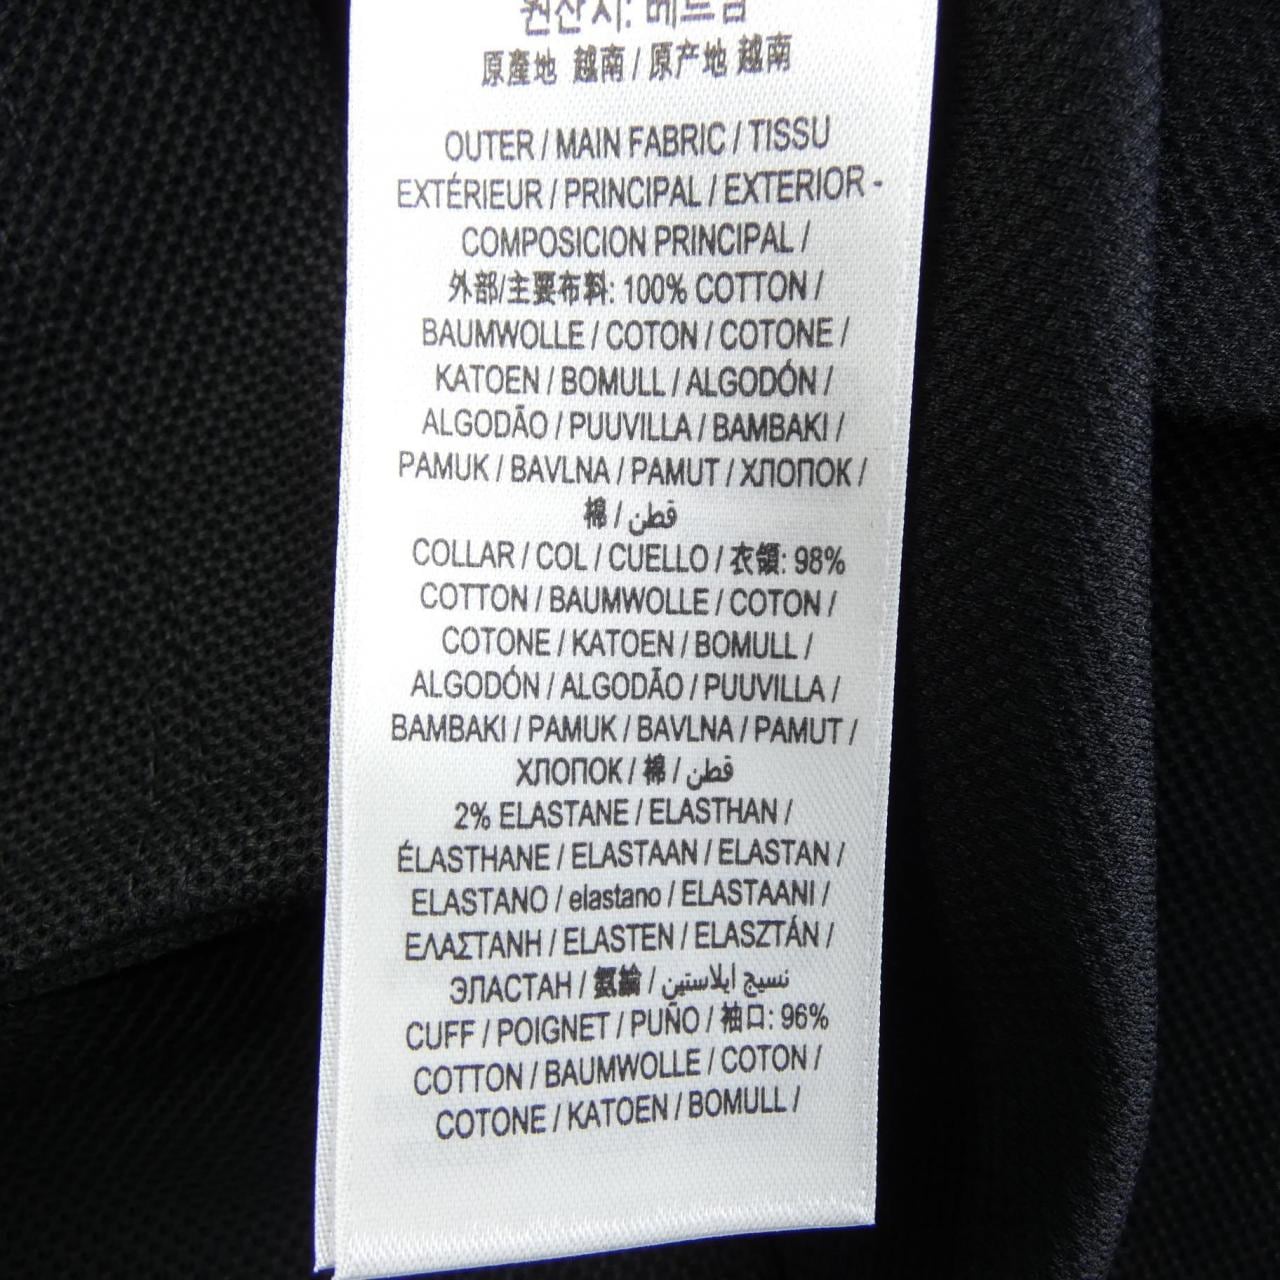 원산지: 베트남
原產地 越南 / 原产地 越南
OUTER / MAIN FABRIC / TISSU
EXTÉRIEUR / PRINCIPAL / EXTERIOR -
COMPOSICION PRINCIPAL /
外部/主要布料: 100% COTTON /
BAUMWOLLE / COTON / COTONE /
KATOEN / BOMULL / ALGODÓN /
ALGODÃO / PUUVILLA / BAMBAKI /
PAMUK / BAVLNA / PAMUT / ХЛОПОК /
棉 / قطن
COLLAR / COL / CUELLO / 衣領: 98%
COTTON / BAUMWOLLE / COTON /
COTONE / KATOEN / BOMULL /
ALGODÓN / ALGODÃO / PUUVILLA /
BAMBAKI / PAMUK / BAVLNA / PAMUT /
ХЛОПОК / 棉 / قطن
2% ELASTANE / ELASTHAN /
ÉLASTHANE / ELASTAAN / ELASTAN /
ELASTANO / elastano / ELASTAANI /
ΕΛΑΣΤΑΝΗ / ELASTEN / ELASZTÁN /
ЭЛАСТАН / 氨綸 / نسيج ايلاستين
CUFF / POIGNET / PUÑO / 袖口: 96%
COTTON / BAUMWOLLE / COTON /
COTONE / KATOEN / BOMULL /